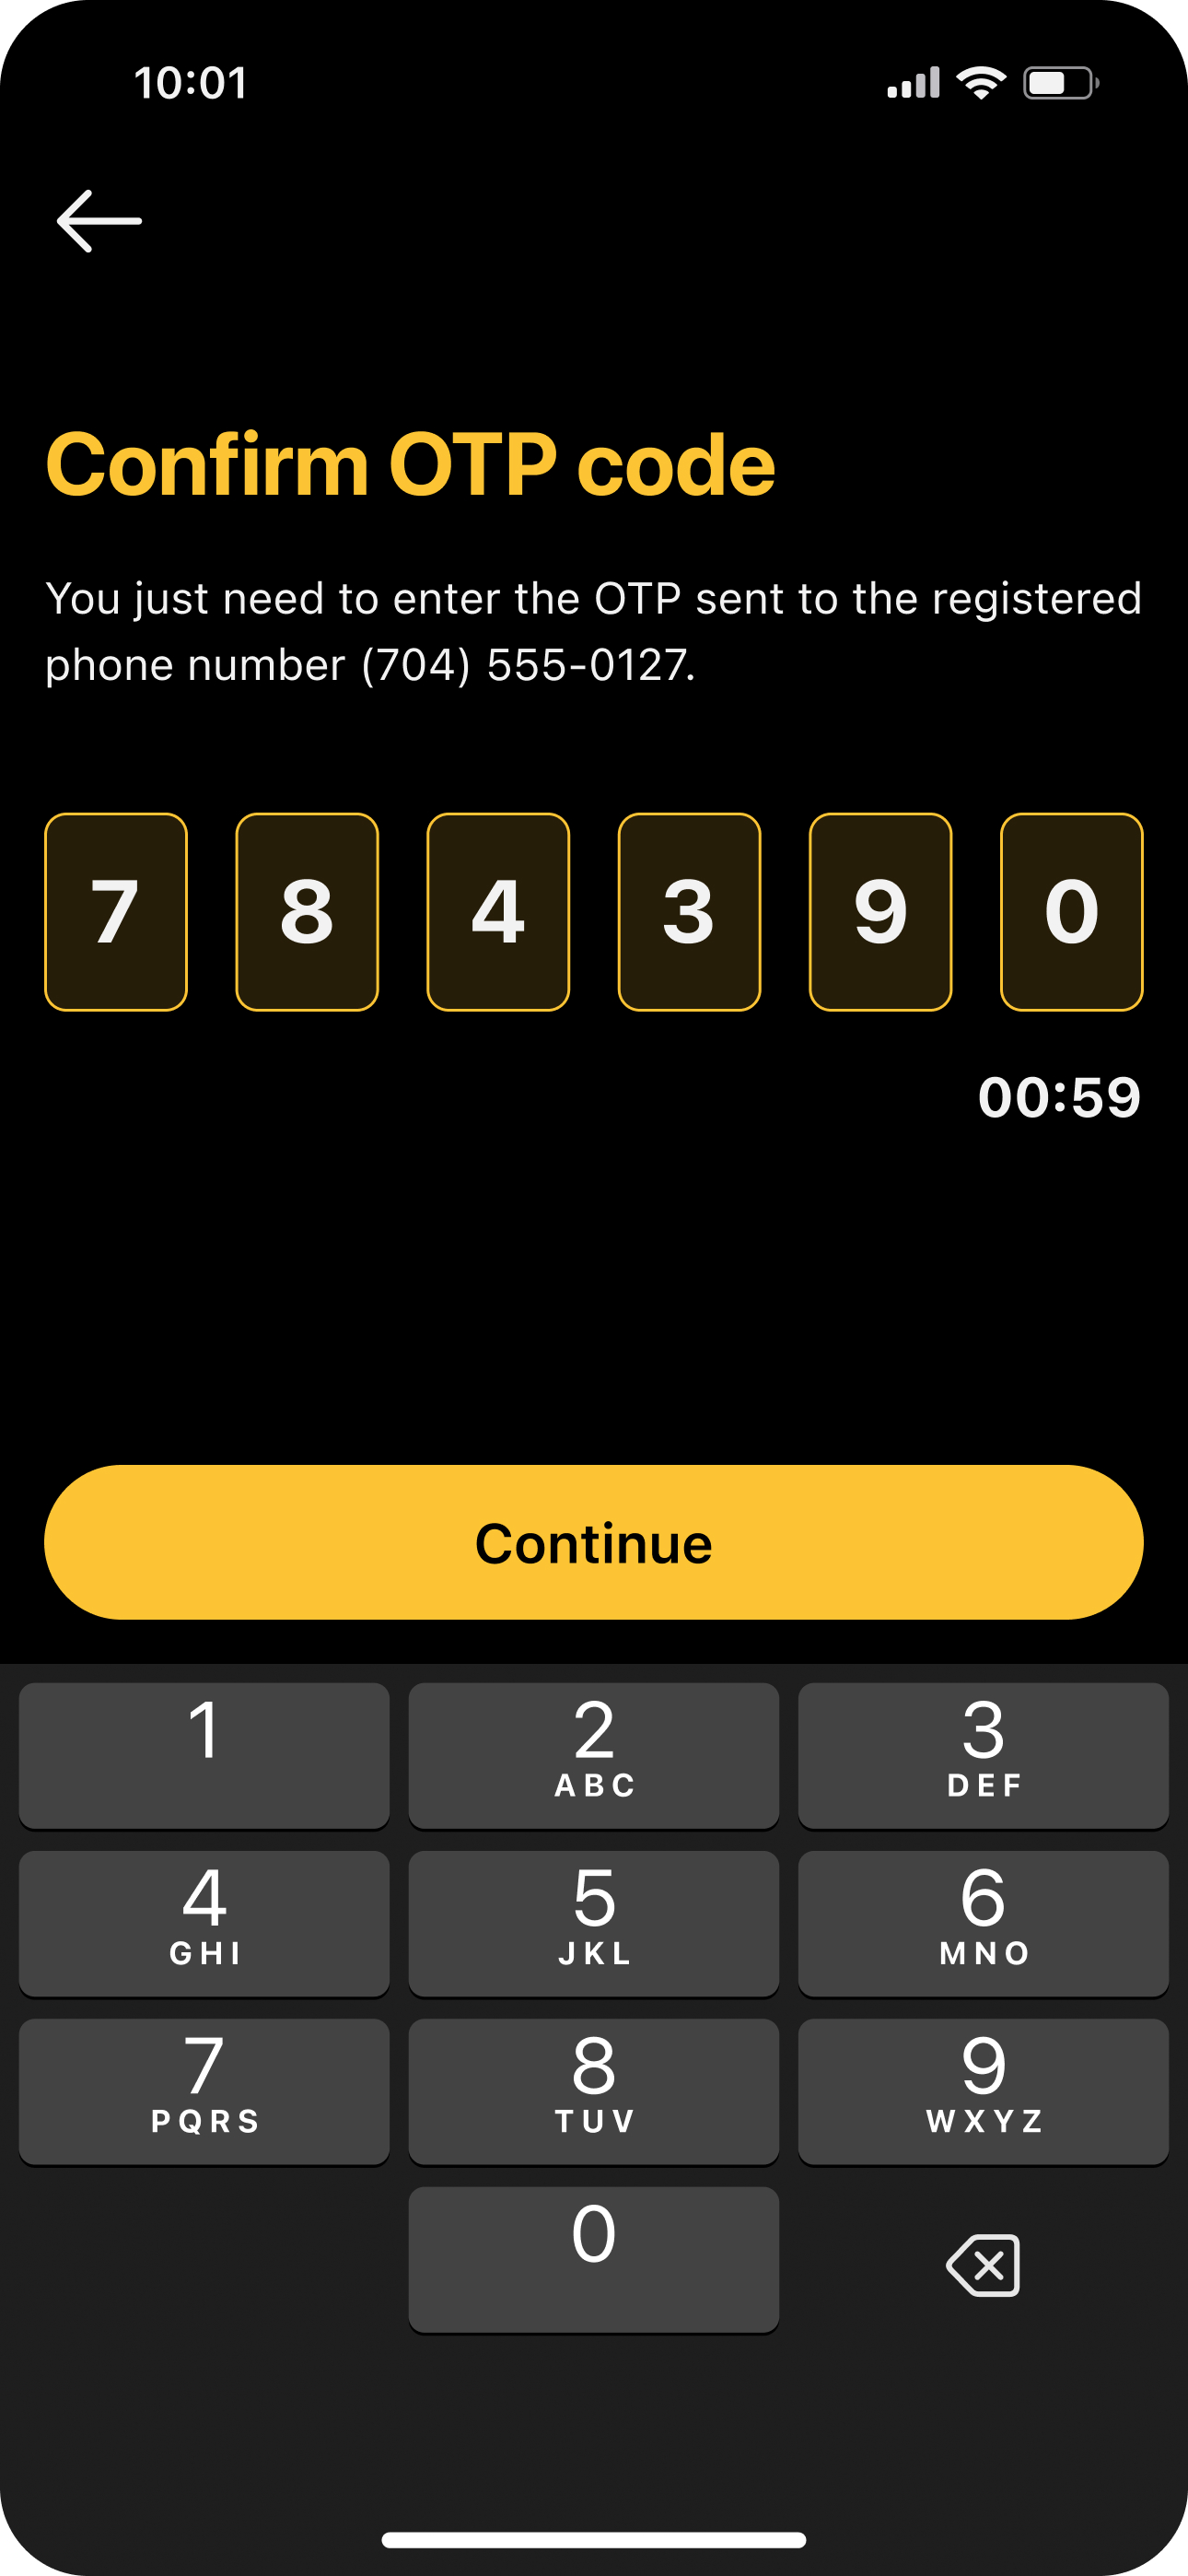 10:01
Confirm OTP code
You just need to enter the OTP sent to the registered
phone number (704) 555-0127.
7 8 4 3 9 0
00:59
Continue
1 2 3
ABC DEF
4 5 6
GHI JKL MNO
7 8 9
PQRS TUV WXYZ
0